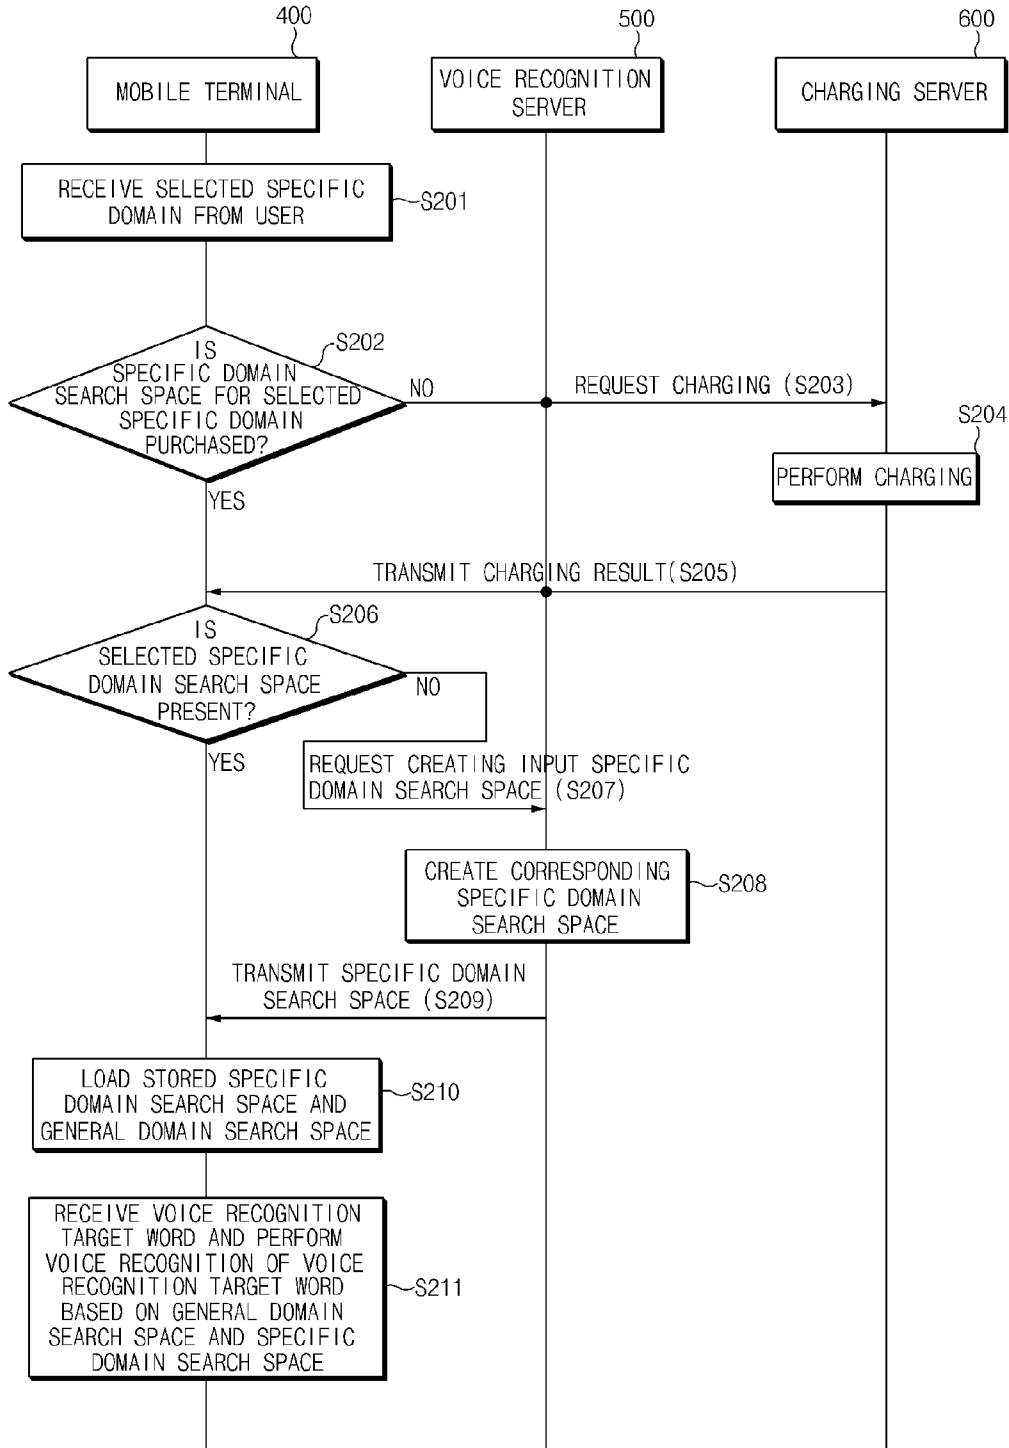 400
500
600
MOBILE TERMINAL
VOICE RECOGNITION
SERVER
CHARGING SERVER
RECEIVE SELECTED SPECIFIC
DOMAIN FROM USER
S201
IS
SPECIFIC DOMAIN
SEARCH SPACE FOR SELECTED
SPECIFIC DOMAIN
PURCHASED?
S202
NO
REQUEST CHARGING (S203)
S204
PERFORM CHARGING
YES
TRANSMIT CHARGING RESULT(S205)
IS
SELECTED SPECIFIC
DOMAIN SEARCH SPACE
PRESENT?
S206
NO
YES
REQUEST CREATING INPUT SPECIFIC
DOMAIN SEARCH SPACE (S207)
CREATE CORRESPONDING
SPECIFIC DOMAIN
SEARCH SPACE
S208
TRANSMIT SPECIFIC DOMAIN
SEARCH SPACE (S209)
LOAD STORED SPECIFIC
DOMAIN SEARCH SPACE AND
GENERAL DOMAIN SEARCH SPACE
S210
RECEIVE VOICE RECOGNITION
TARGET WORD AND PERFORM
VOICE RECOGNITION OF VOICE
RECOGNITION TARGET WORD
BASED ON GENERAL DOMAIN
SEARCH SPACE AND SPECIFIC
DOMAIN SEARCH SPACE
S211